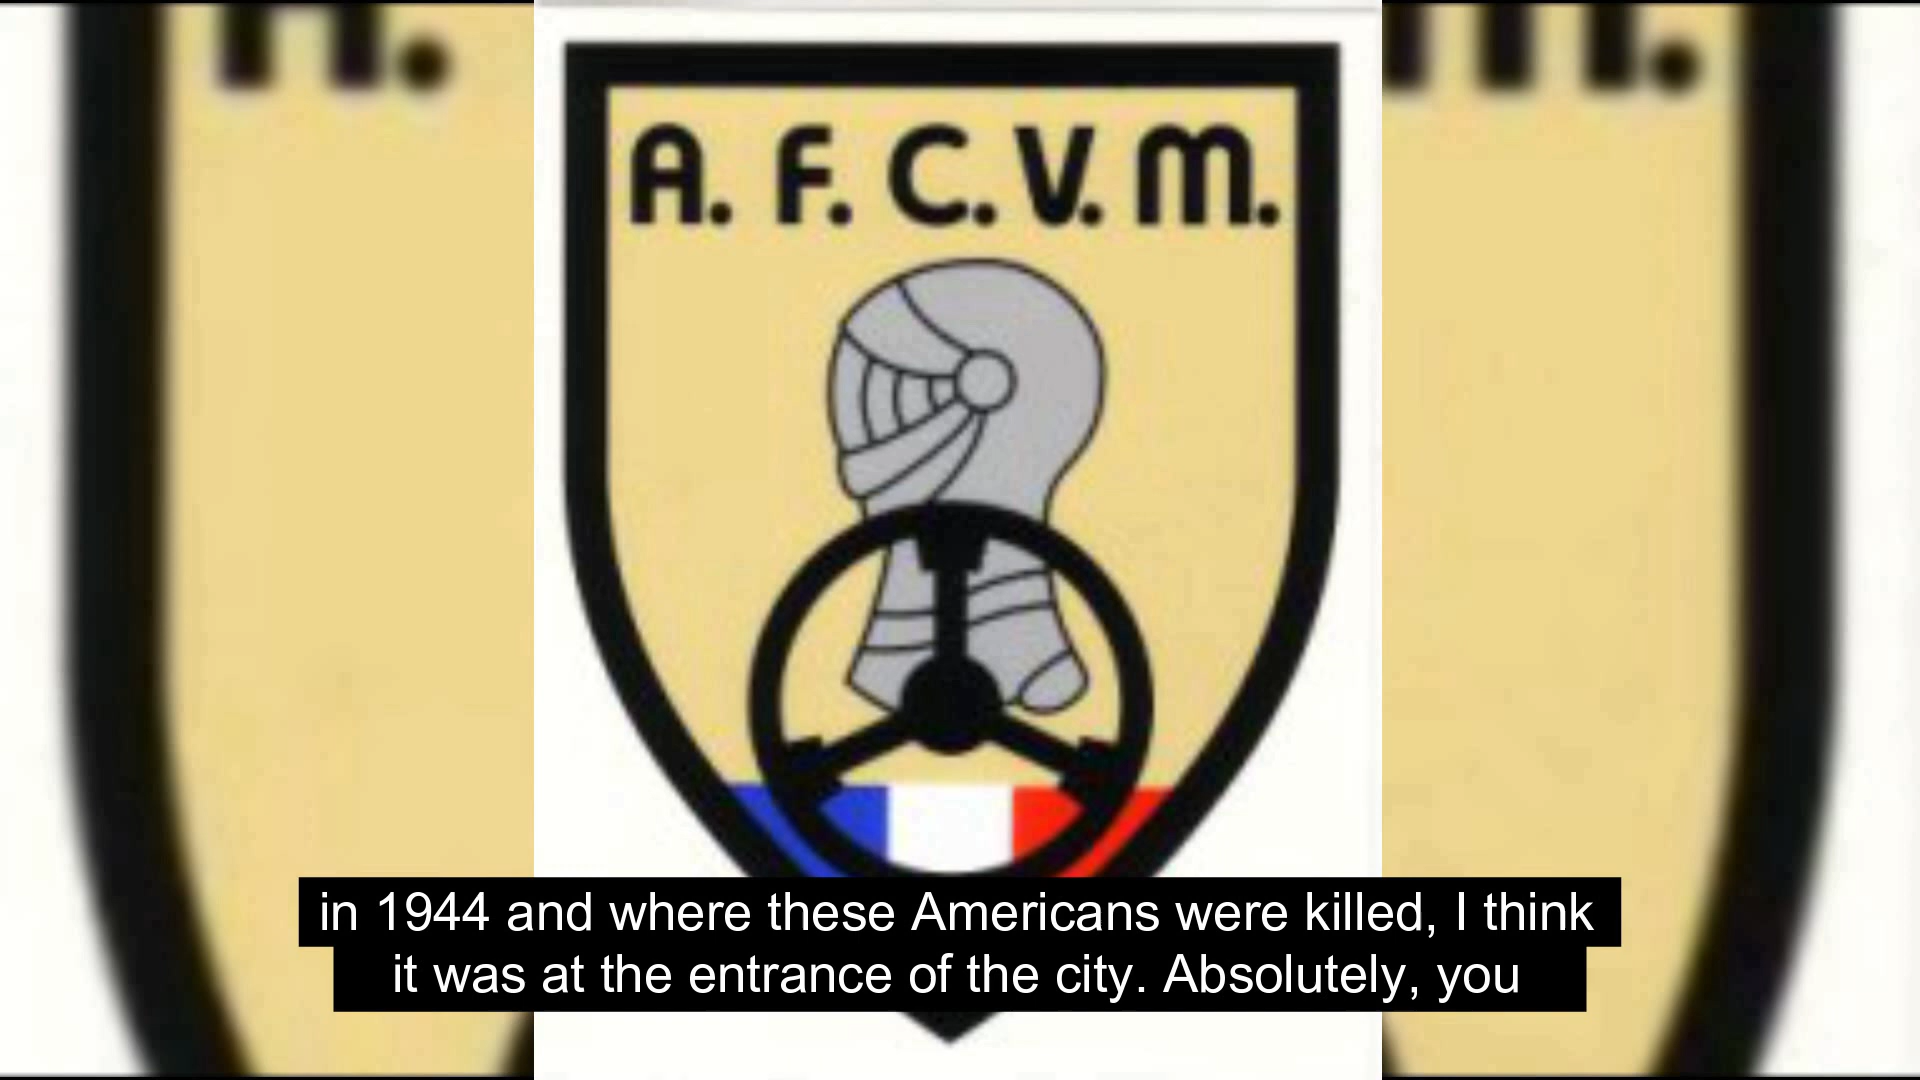 A. F. C. V. M.
in 1944 and where these Americans were killed, I think
it was at the entrance of the city. Absolutely, you